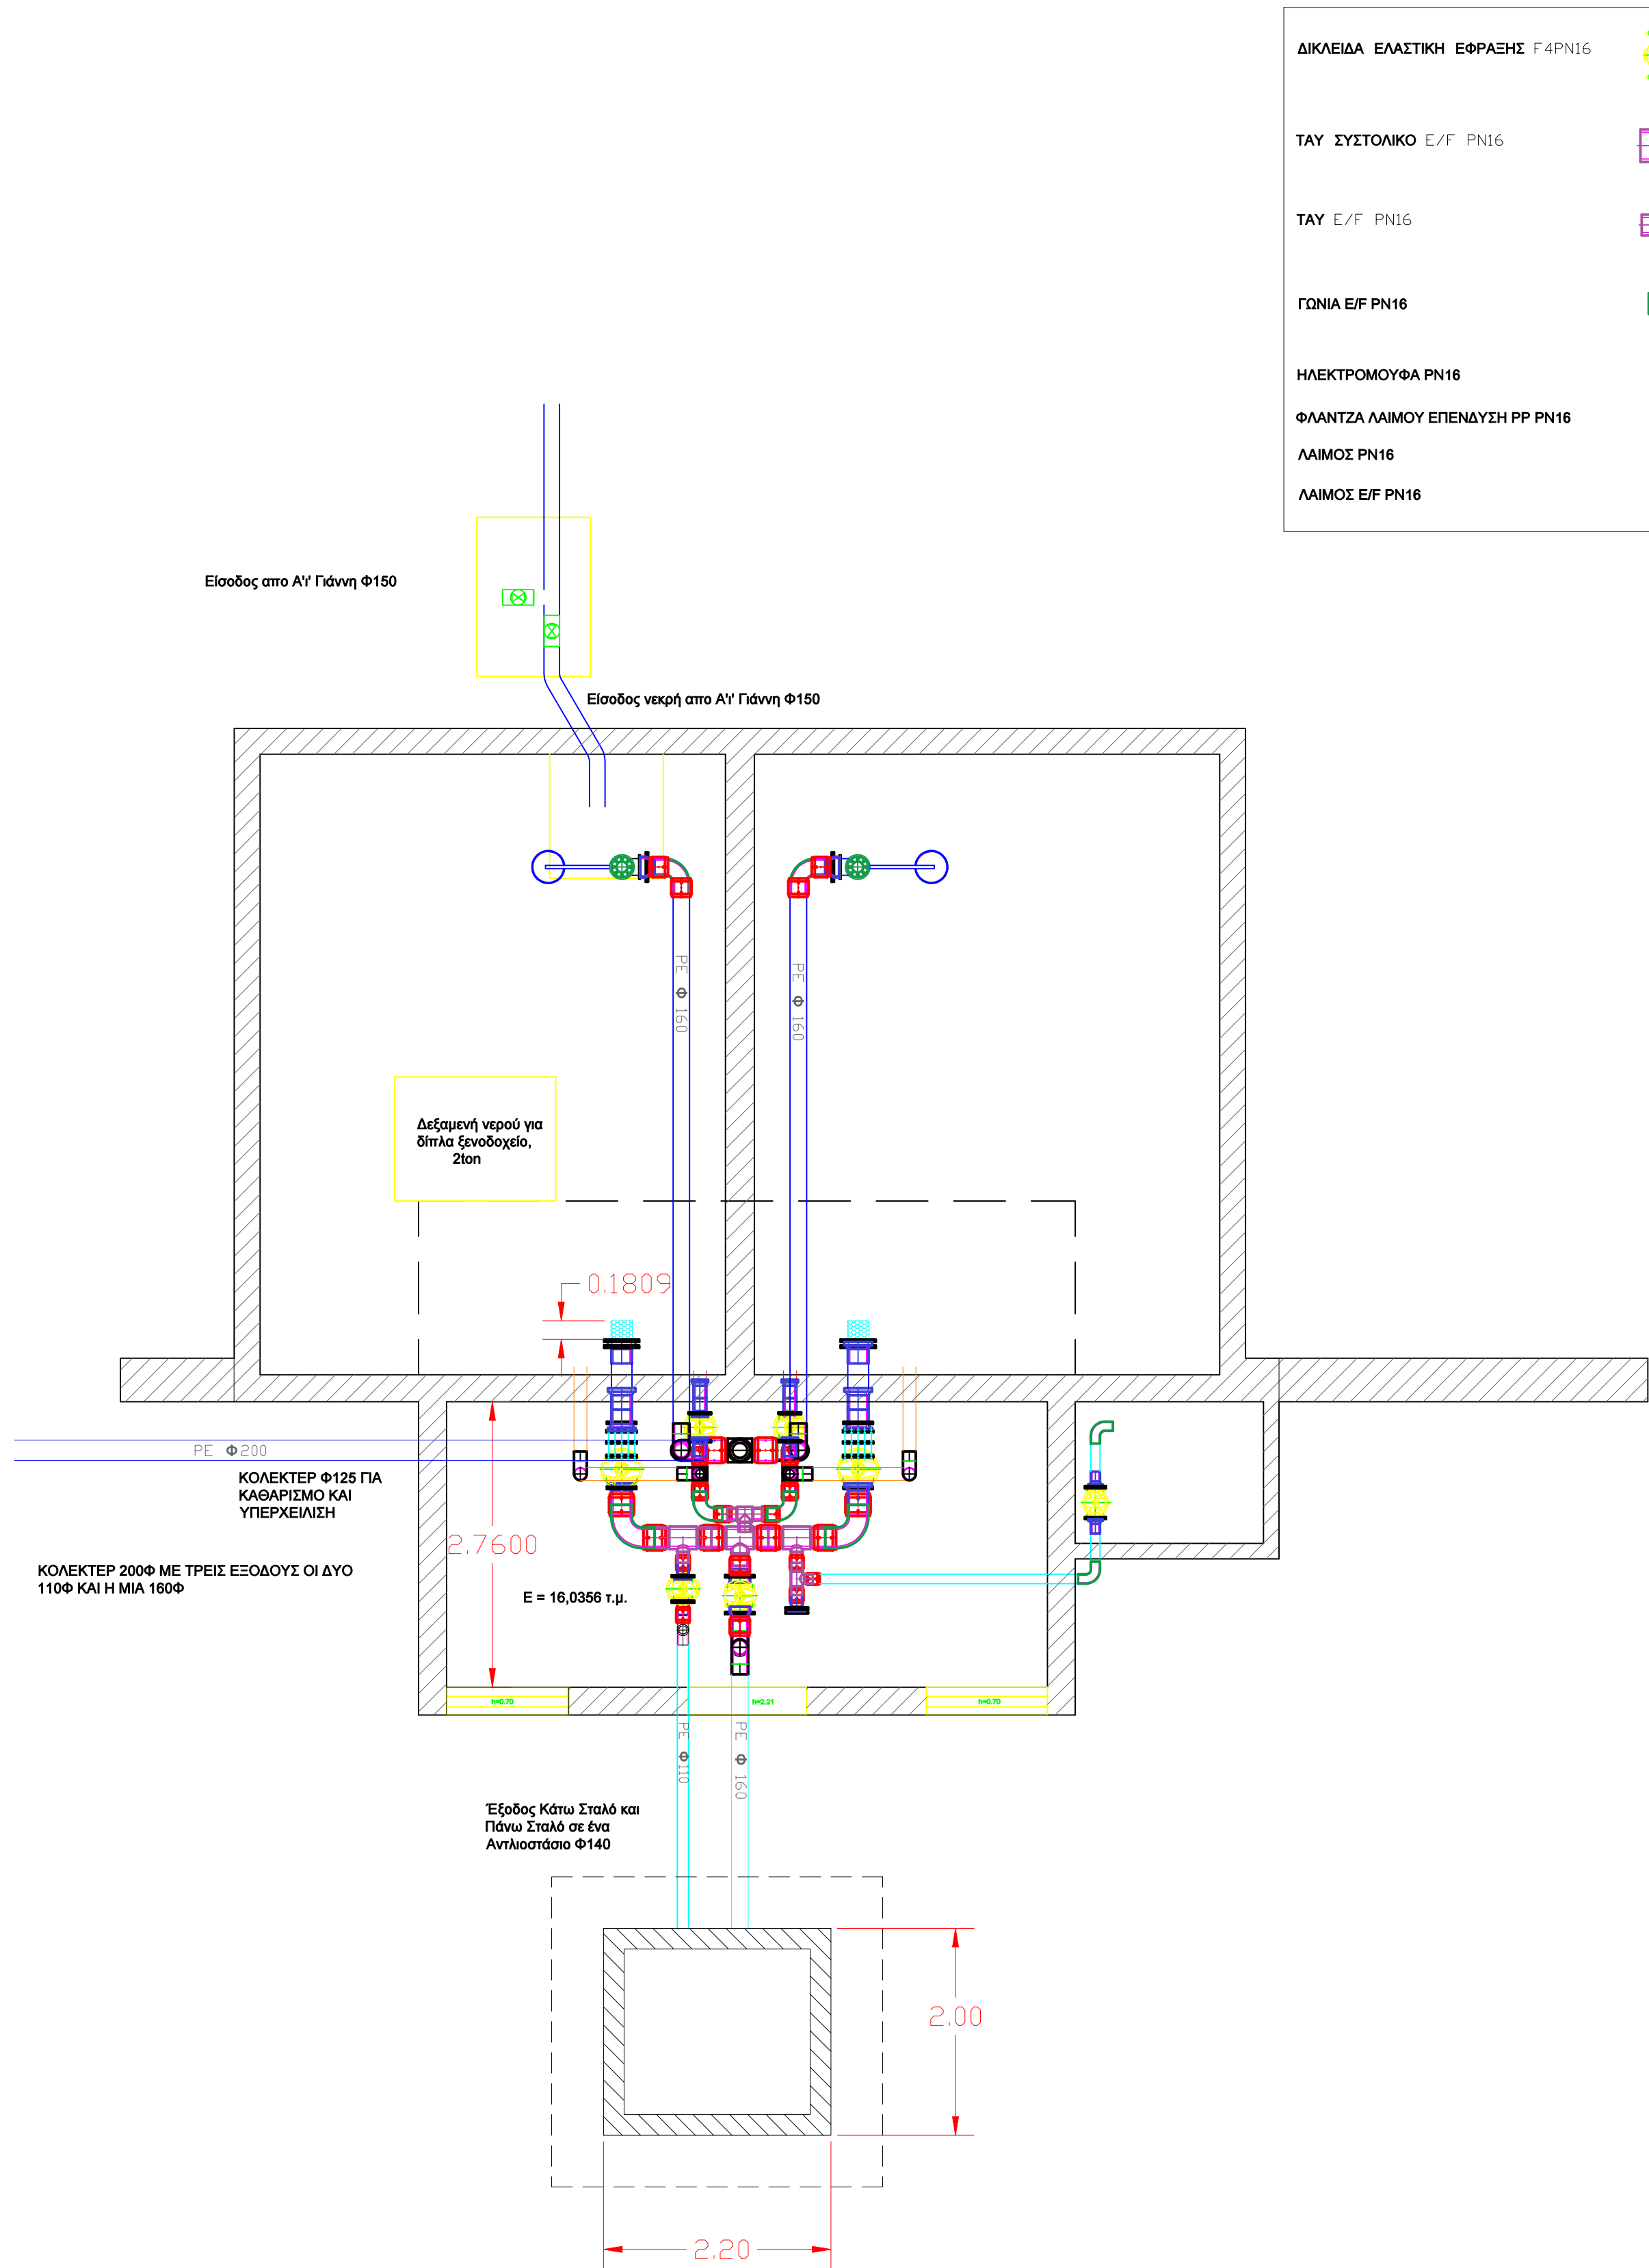 ΔΙΚΛΕΙΔΑ ΕΛΑΣΤΙΚΗ ΕΦΡΑΞΗΣ F4PN16
ΤΑΥ ΣΥΣΤΟΛΙΚΟ E/F PN16
ΤΑΥ E/F PN16
ΓΩΝΙΑ E/F PN16
ΗΛΕΚΤΡΟΜΟΥΦΑ PN16
ΦΛΑΝΤΖΑ ΛΑΙΜΟΥ ΕΠΕΝΔΥΣΗ PP PN16
ΛΑΙΜΟΣ PN16
ΛΑΙΜΟΣ E/F PN16
Είσοδος απο Α'ι' Γιάννη Φ150
Είσοδος νεκρή απο Α'ι' Γιάννη Φ150
PE Φ 160
PE Φ 160
Δεξαμενή νερού για
δίπλα ξενοδοχείο,
2ton
0.1809
PE Φ200
ΚΟΛΕΚΤΕΡ Φ125 ΓΙΑ
ΚΑΘΑΡΙΣΜΟ ΚΑΙ
ΥΠΕΡΧΕΙΛΙΣΗ
2.7600
ΚΟΛΕΚΤΕΡ 200Φ ΜΕ ΤΡΕΙΣ ΕΞΟΔΟΥΣ ΟΙ ΔΥΟ
110Φ ΚΑΙ Η ΜΙΑ 160Φ
E = 16,0356 τ.μ.
h=0.70
h=2.21
h=0.70
PE Φ110
PE Φ 160
Έξοδος Κάτω Σταλό και
Πάνω Σταλό σε ένα
Αντλιοστάσιο Φ140
2.00
2.20